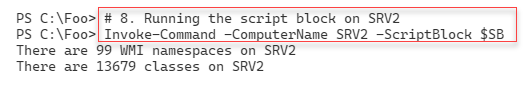 PS C:\Foo> # 8. Running the script block on SRV2
PS C:\Foo> Invoke-Command -ComputerName SRV2 -ScriptBlock $SB
There are 99 WMI namespaces on SRV2
There are 13679 classes on SRV2